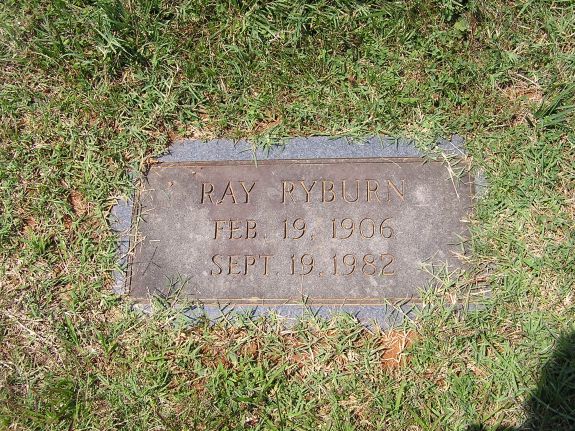 RAY RYBURN
FEB. 19, 1906
SEPT. 19, 1982